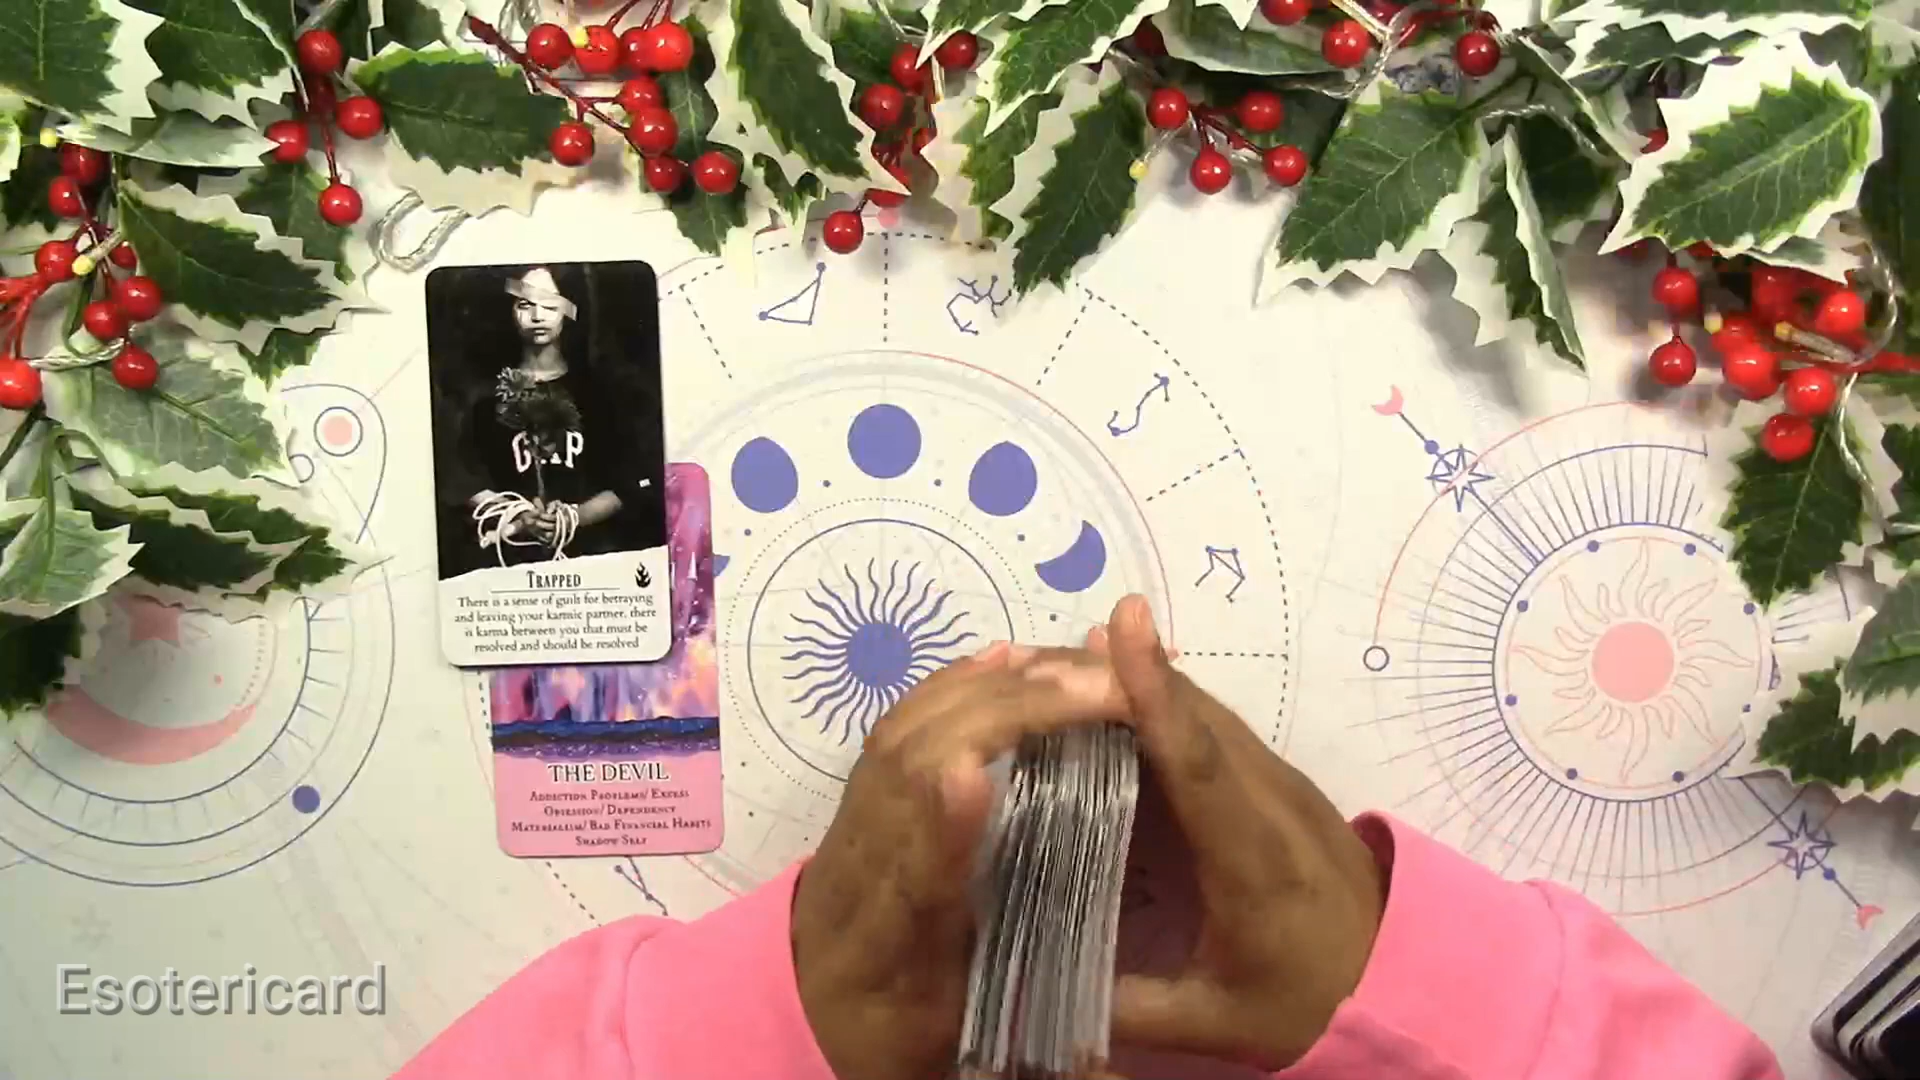 TRAPPED
There is a sense of guilt for betraying
and leaving your karmic partner, there
is karma between you that must be
resolved and should be resolved
THE DEVIL
Addiction Problems/ Excess
Obsession/ Dependency
Materialism/ Bad Financial Habits
Shadow Self
Esotericard